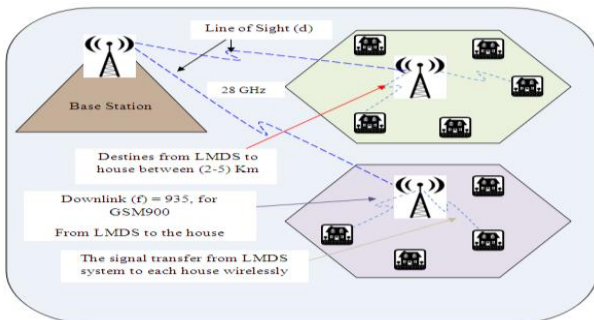 Line of Sight (d)
Base Station
28 GHz
Destines from LMDS to
house between (2-5) Km
Downlink (f) = 935, for
GSM900
From LMDS to the house
The signal transfer from LMDS
system to each house wirelessly